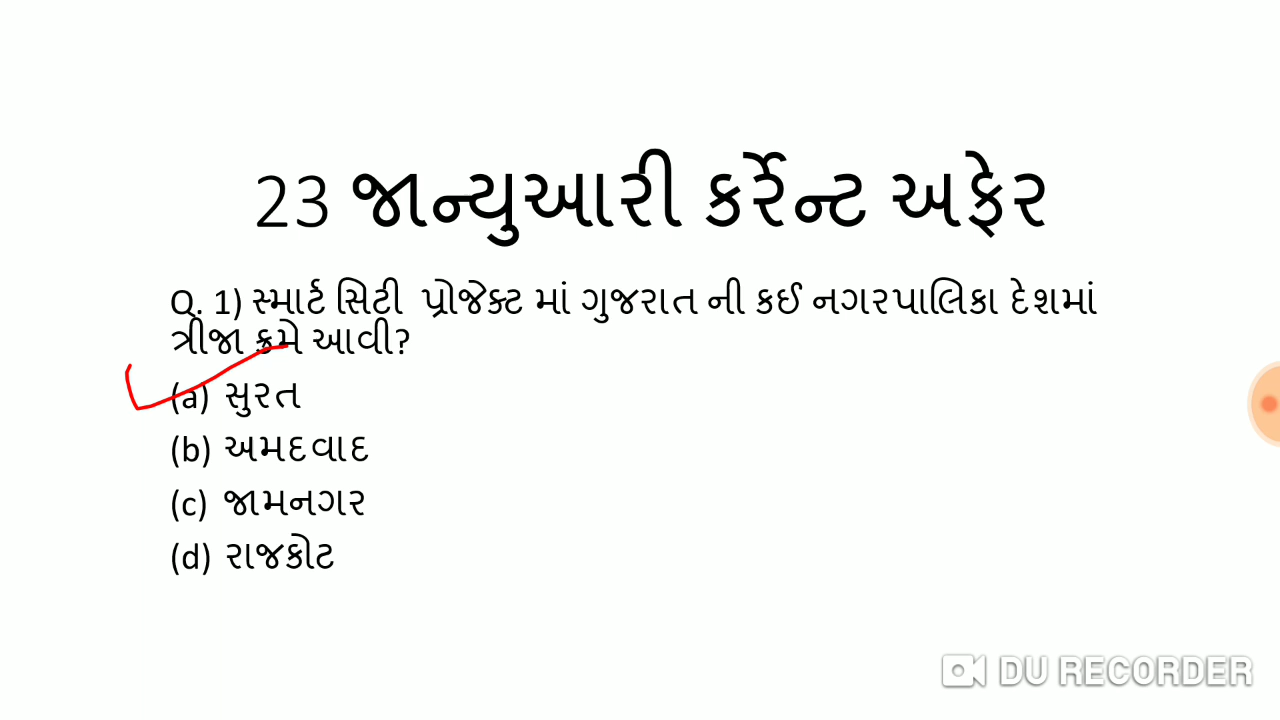 23 જાન્યુઆરી કર્રેન્ટ અફેર
Q. 1) સ્માર્ટ સિટી પ્રોજેક્ટ માં ગુજરાત ની કઈ નગરપાલિકા દેશમાં
ત્રીજા ક્રમે આવી?
(a) સુરત
(b) અમદવાદ
(c) જામનગર
(d) રાજકોટ
DU RECORDER